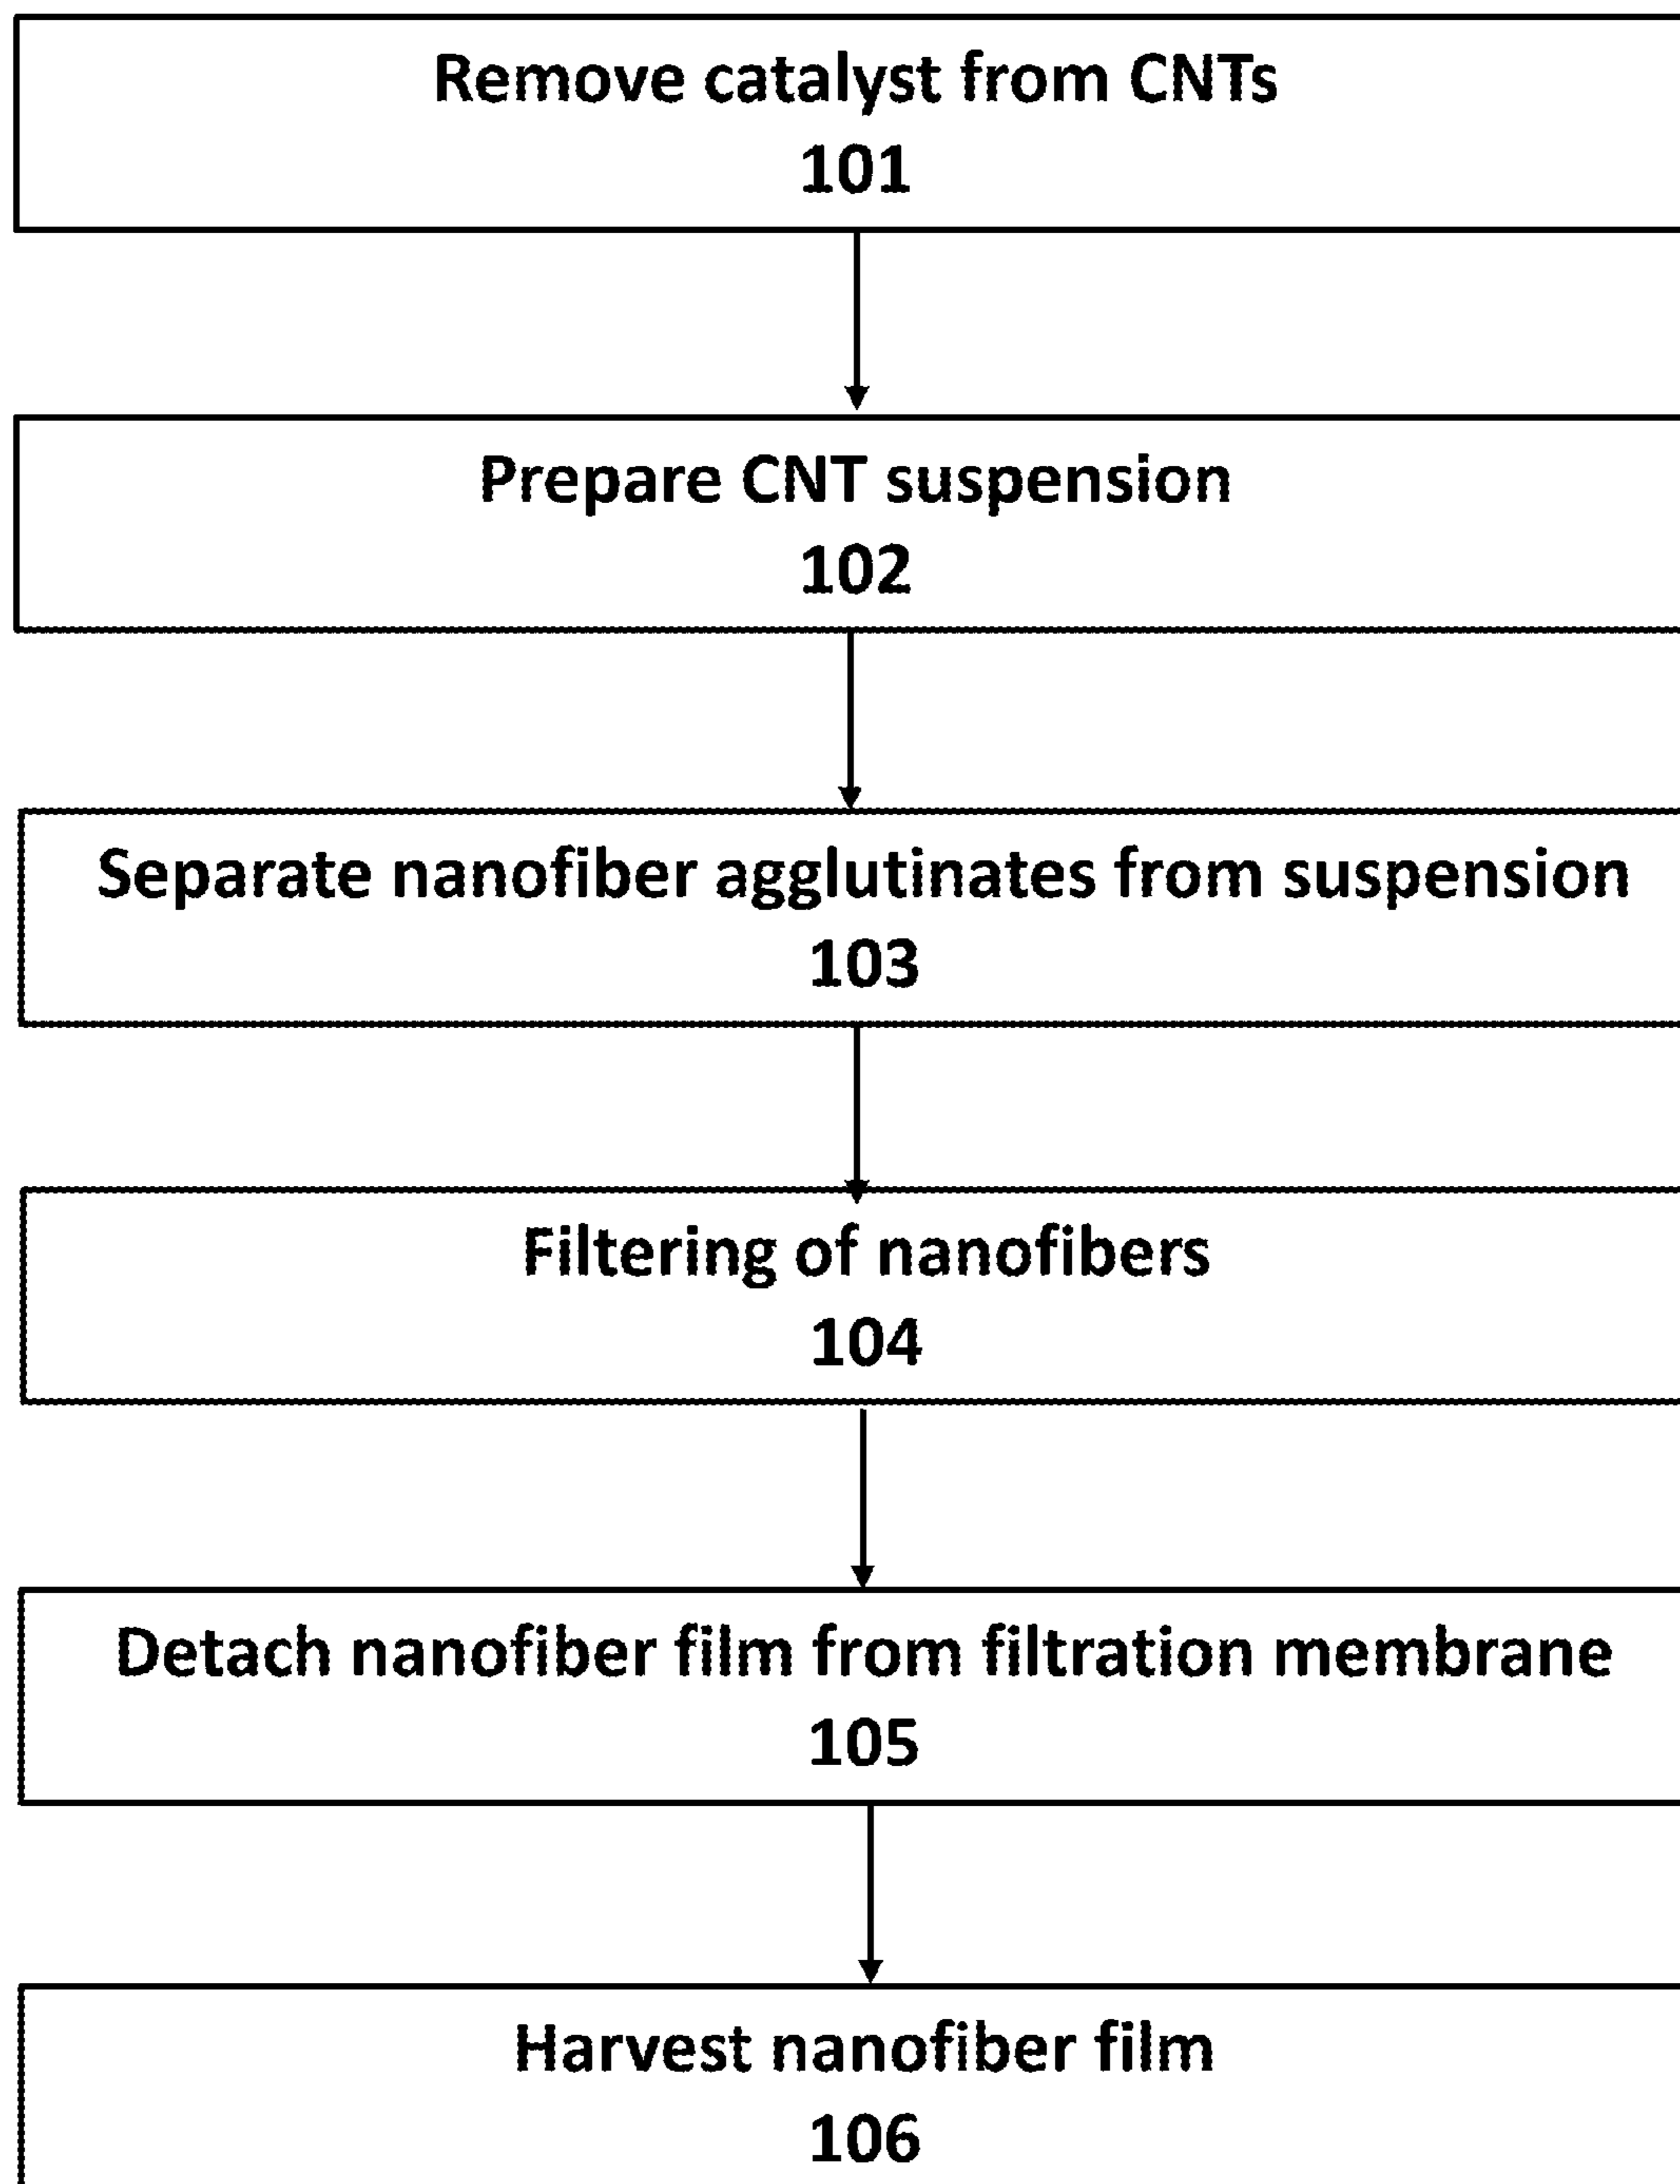 Remove catalyst from CNTs
101
Prepare CNT suspension
102
Separate nanofiber agglutinates from suspension
103
Filtering of nanofibers
104
Detach nanofiber film from filtration membrane
105
Harvest nanofiber film
106